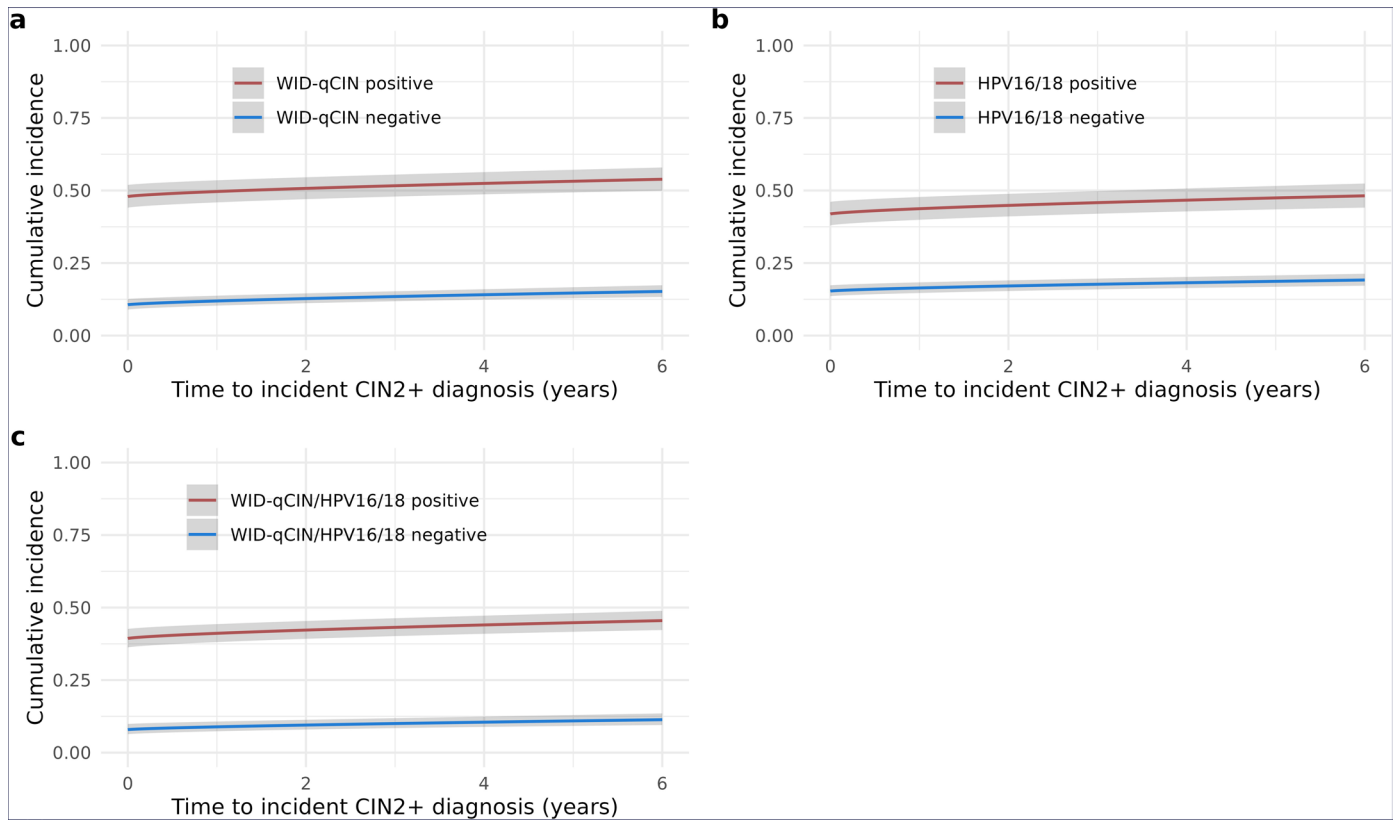 a
1.00
0.75
0.50
0.25
0.00
Cumulative incidence
WID-qCIN positive
WID-qCIN negative
0 2 4 6
Time to incident CIN2+ diagnosis (years)
b
1.00
0.75
0.50
0.25
0.00
Cumulative incidence
HPV16/18 positive
HPV16/18 negative
0 2 4 6
Time to incident CIN2+ diagnosis (years)
c
1.00
0.75
0.50
0.25
0.00
Cumulative incidence
WID-qCIN/HPV16/18 positive
WID-qCIN/HPV16/18 negative
0 2 4 6
Time to incident CIN2+ diagnosis (years)